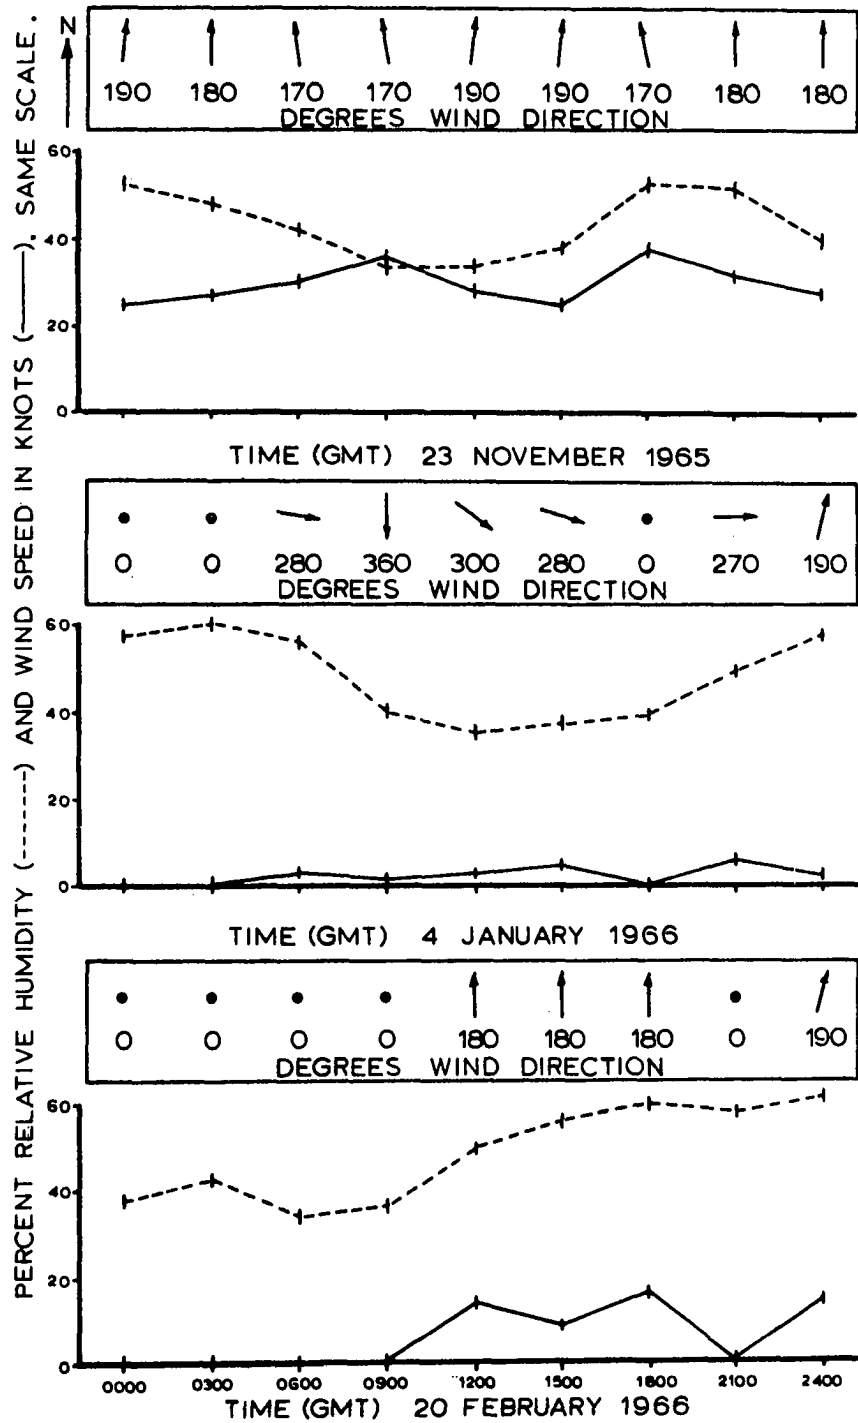 PERCENT RELATIVE HUMIDITY (-------) AND WIND SPEED IN KNOTS (———). SAME SCALE.
N
190 180 170 170 190 190 170 180 180
DEGREES WIND DIRECTION
60
40
20
0
TIME (GMT) 23 NOVEMBER 1965
0 0 280 360 300 280 0 270 190
DEGREES WIND DIRECTION
60
40
20
0
TIME (GMT) 4 JANUARY 1966
0 0 0 0 180 180 180 0 190
DEGREES WIND DIRECTION
60
40
20
0
0000 0300 0600 0900 1200 1500 1800 2100 2400
TIME (GMT) 20 FEBRUARY 1966